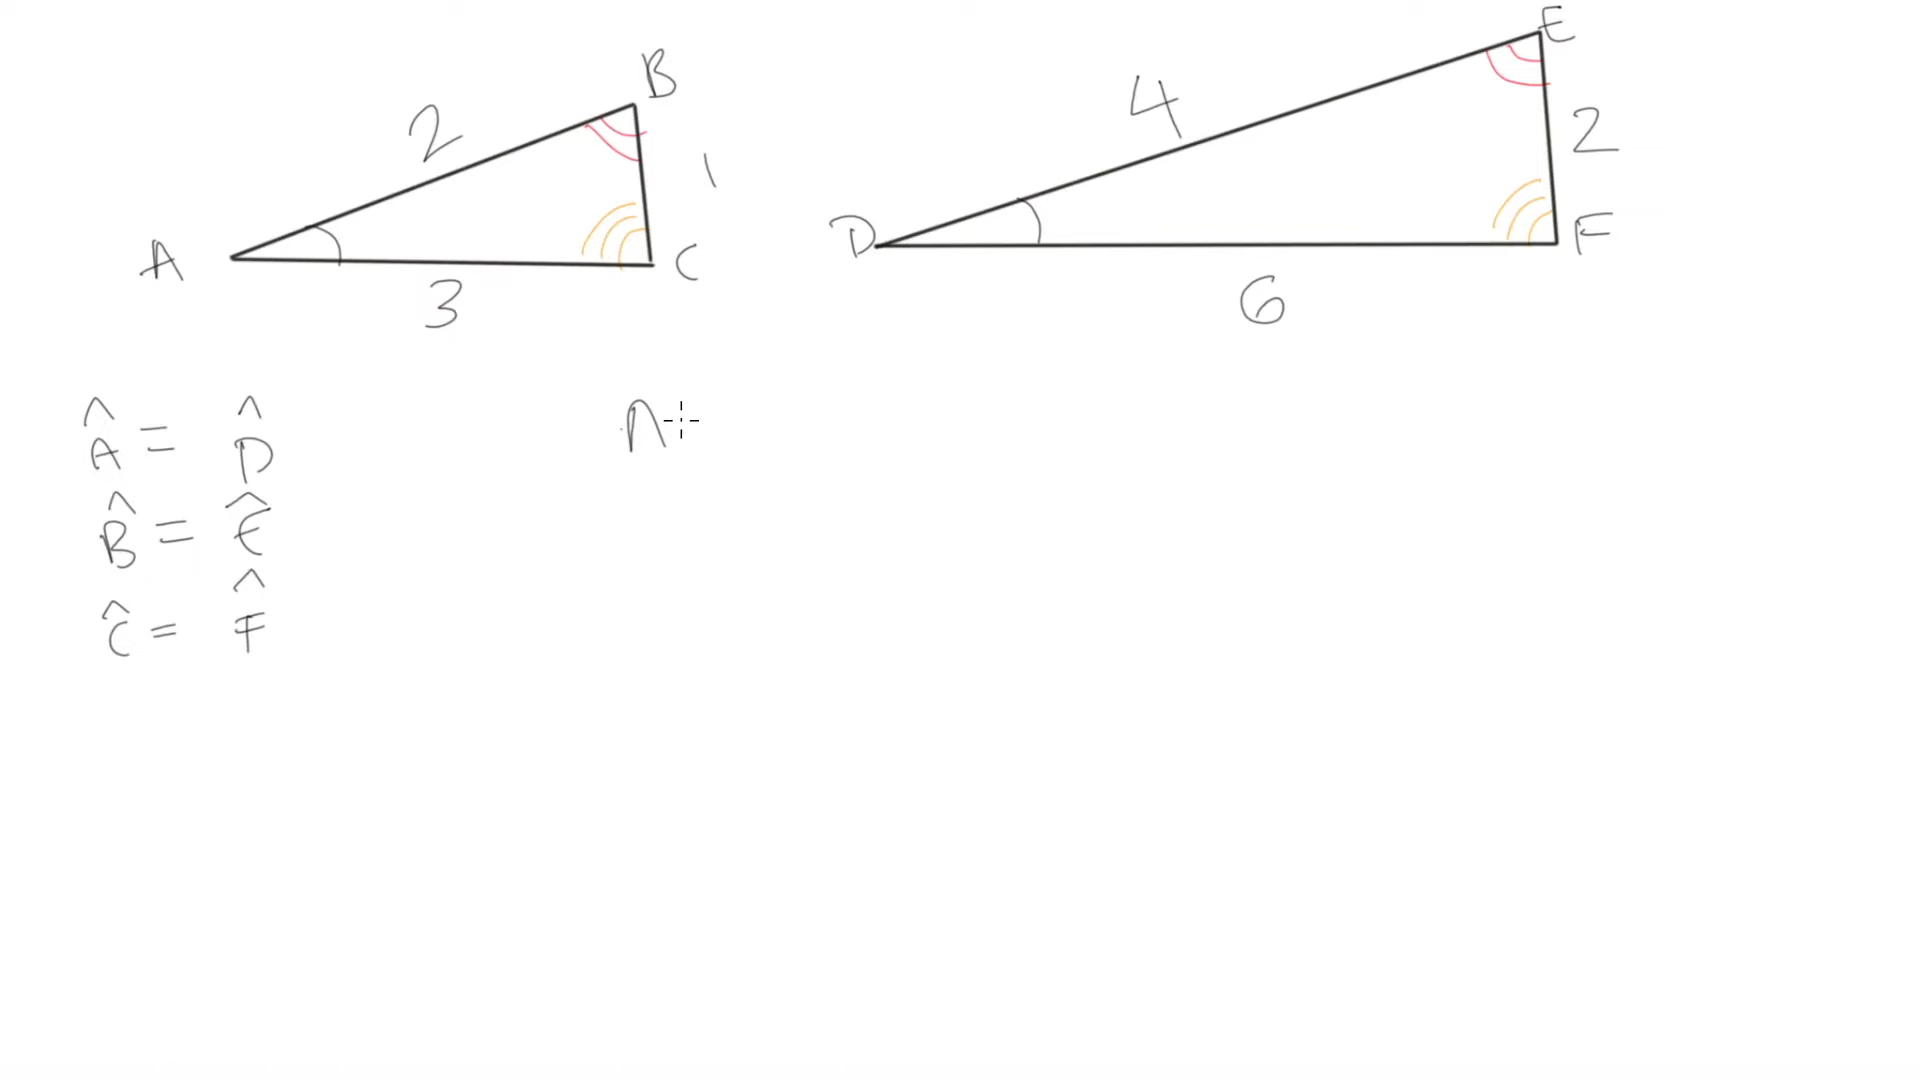 E
B
4
2
2
1
D
F
A
C
3
6
Â = D̂
B̂ = Ê
Ĉ = F̂